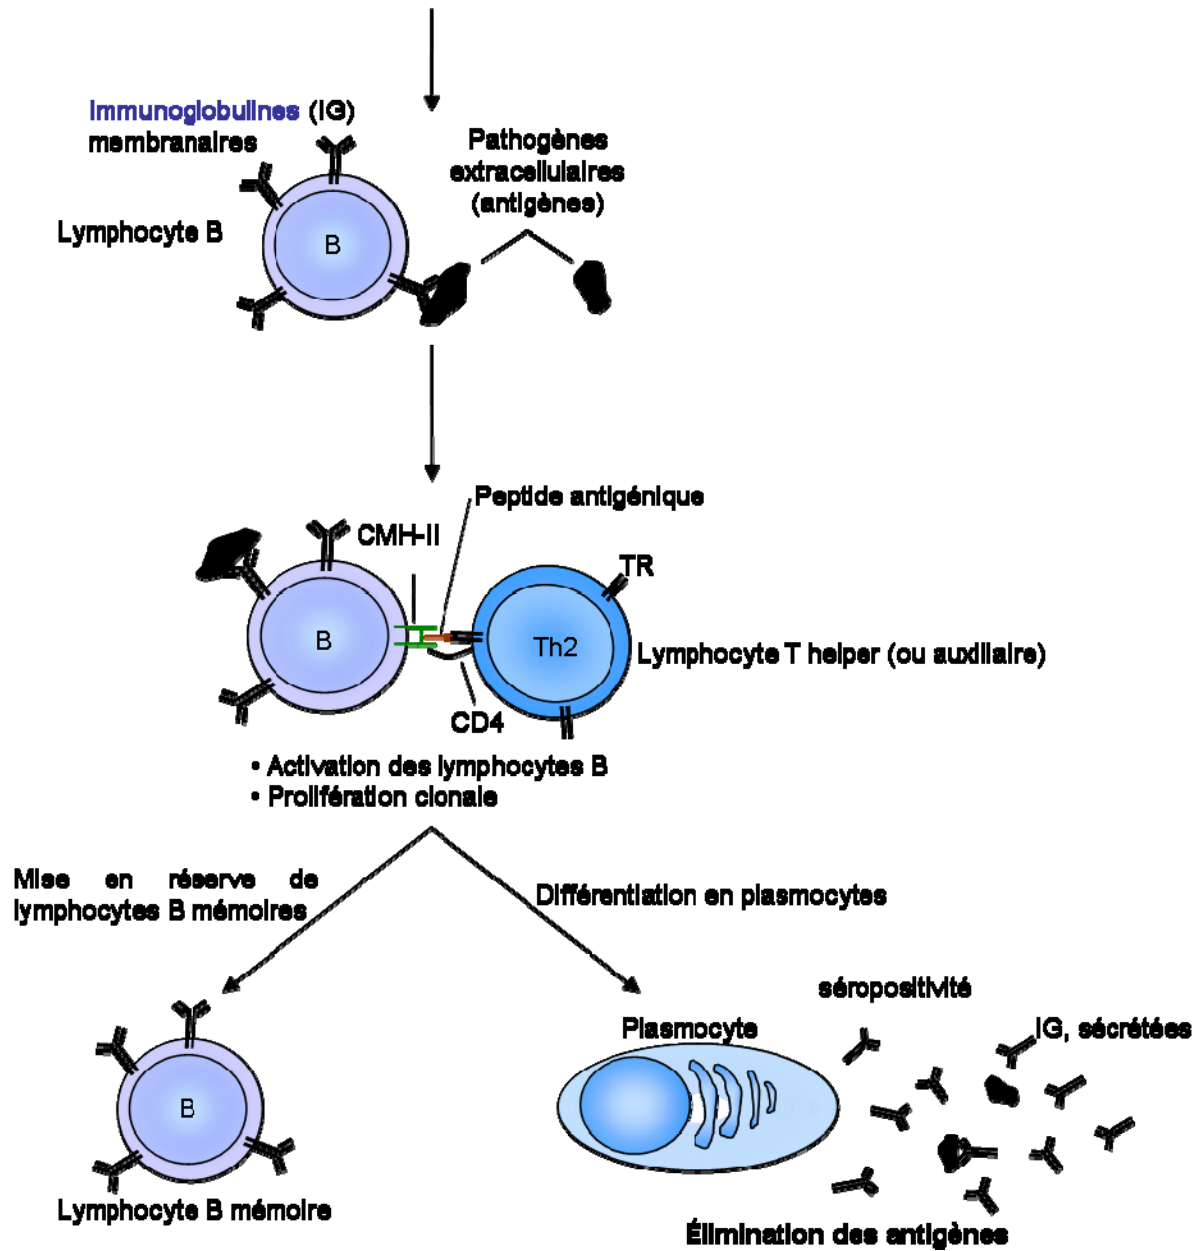 Immunoglobulines (IG)
membranaires
Pathogènes
extracellulaires
(antigènes)
Lymphocyte B
B
Peptide antigénique
CMH-II
TR
B
Th2
Lymphocyte T helper (ou auxiliaire)
CD4
• Activation des lymphocytes B
• Prolifération clonale
Mise en réserve de
lymphocytes B mémoires
Différentiation en plasmocytes
séropositivité
Plasmocyte
IG, sécrétées
B
Lymphocyte B mémoire
Élimination des antigènes